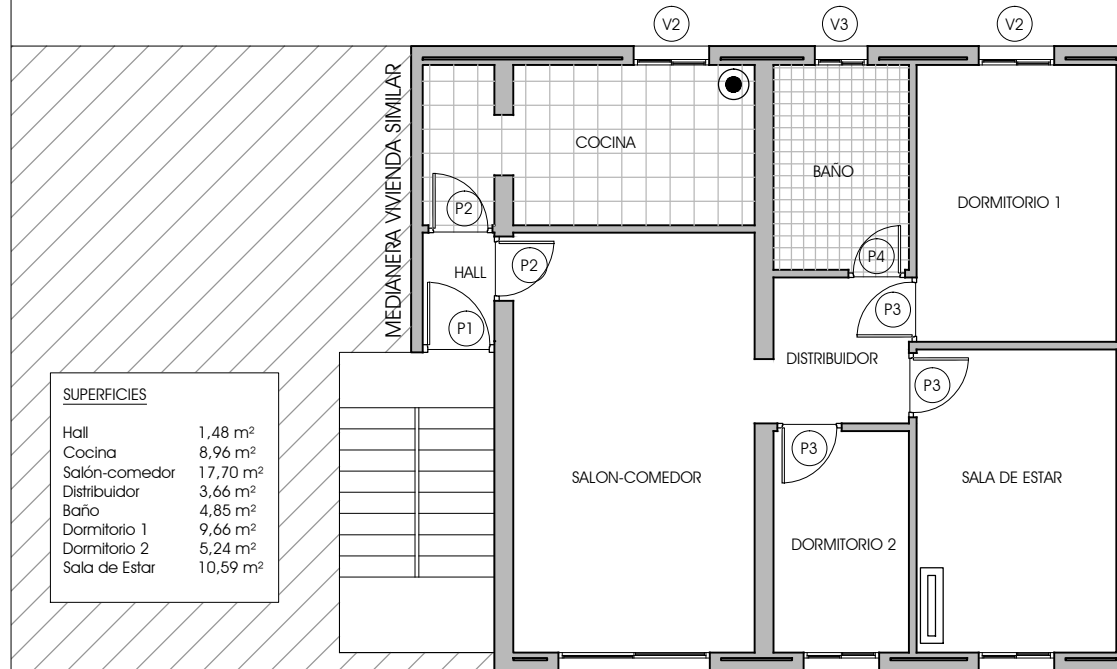 V2
V3
V2
MEDIANERA VIVIENDA SIMILAR
COCINA
BAÑO
DORMITORIO 1
P2
P4
HALL
P2
P3
P1
DISTRIBUIDOR
P3
P3
SALON-COMEDOR
SALA DE ESTAR
DORMITORIO 2
SUPERFICIES
Hall 1,48 m²
Cocina 8,96 m²
Salón-comedor 17,70 m²
Distribuidor 3,66 m²
Baño 4,85 m²
Dormitorio 1 9,66 m²
Dormitorio 2 5,24 m²
Sala de Estar 10,59 m²